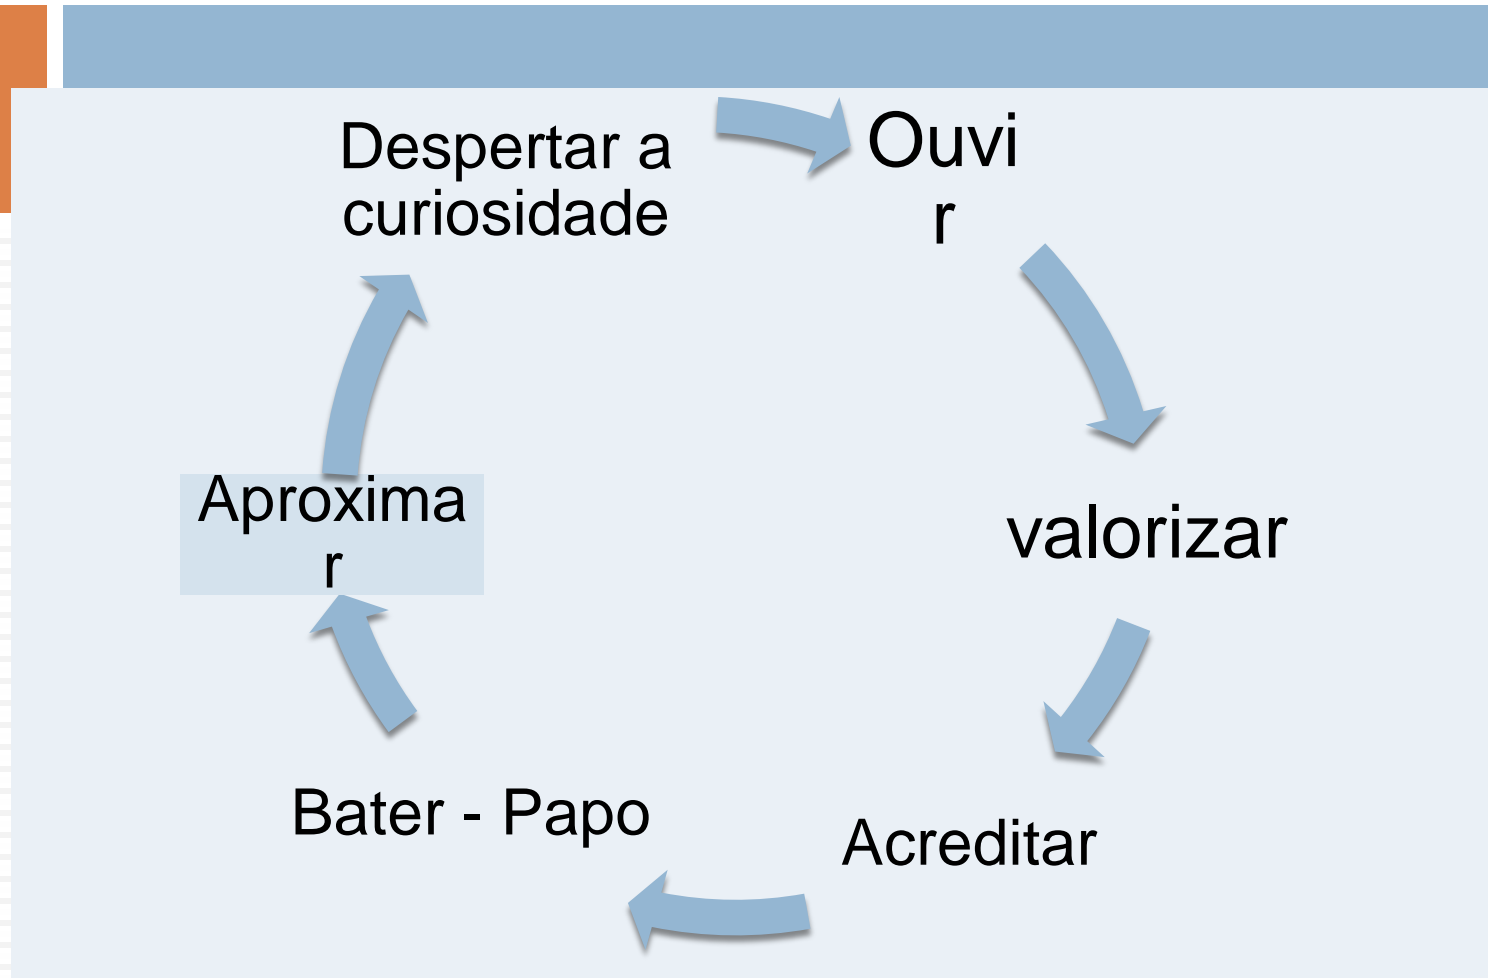 Despertar a
curiosidade
Ouvi
r
valorizar
Acreditar
Bater - Papo
Aproxima
r